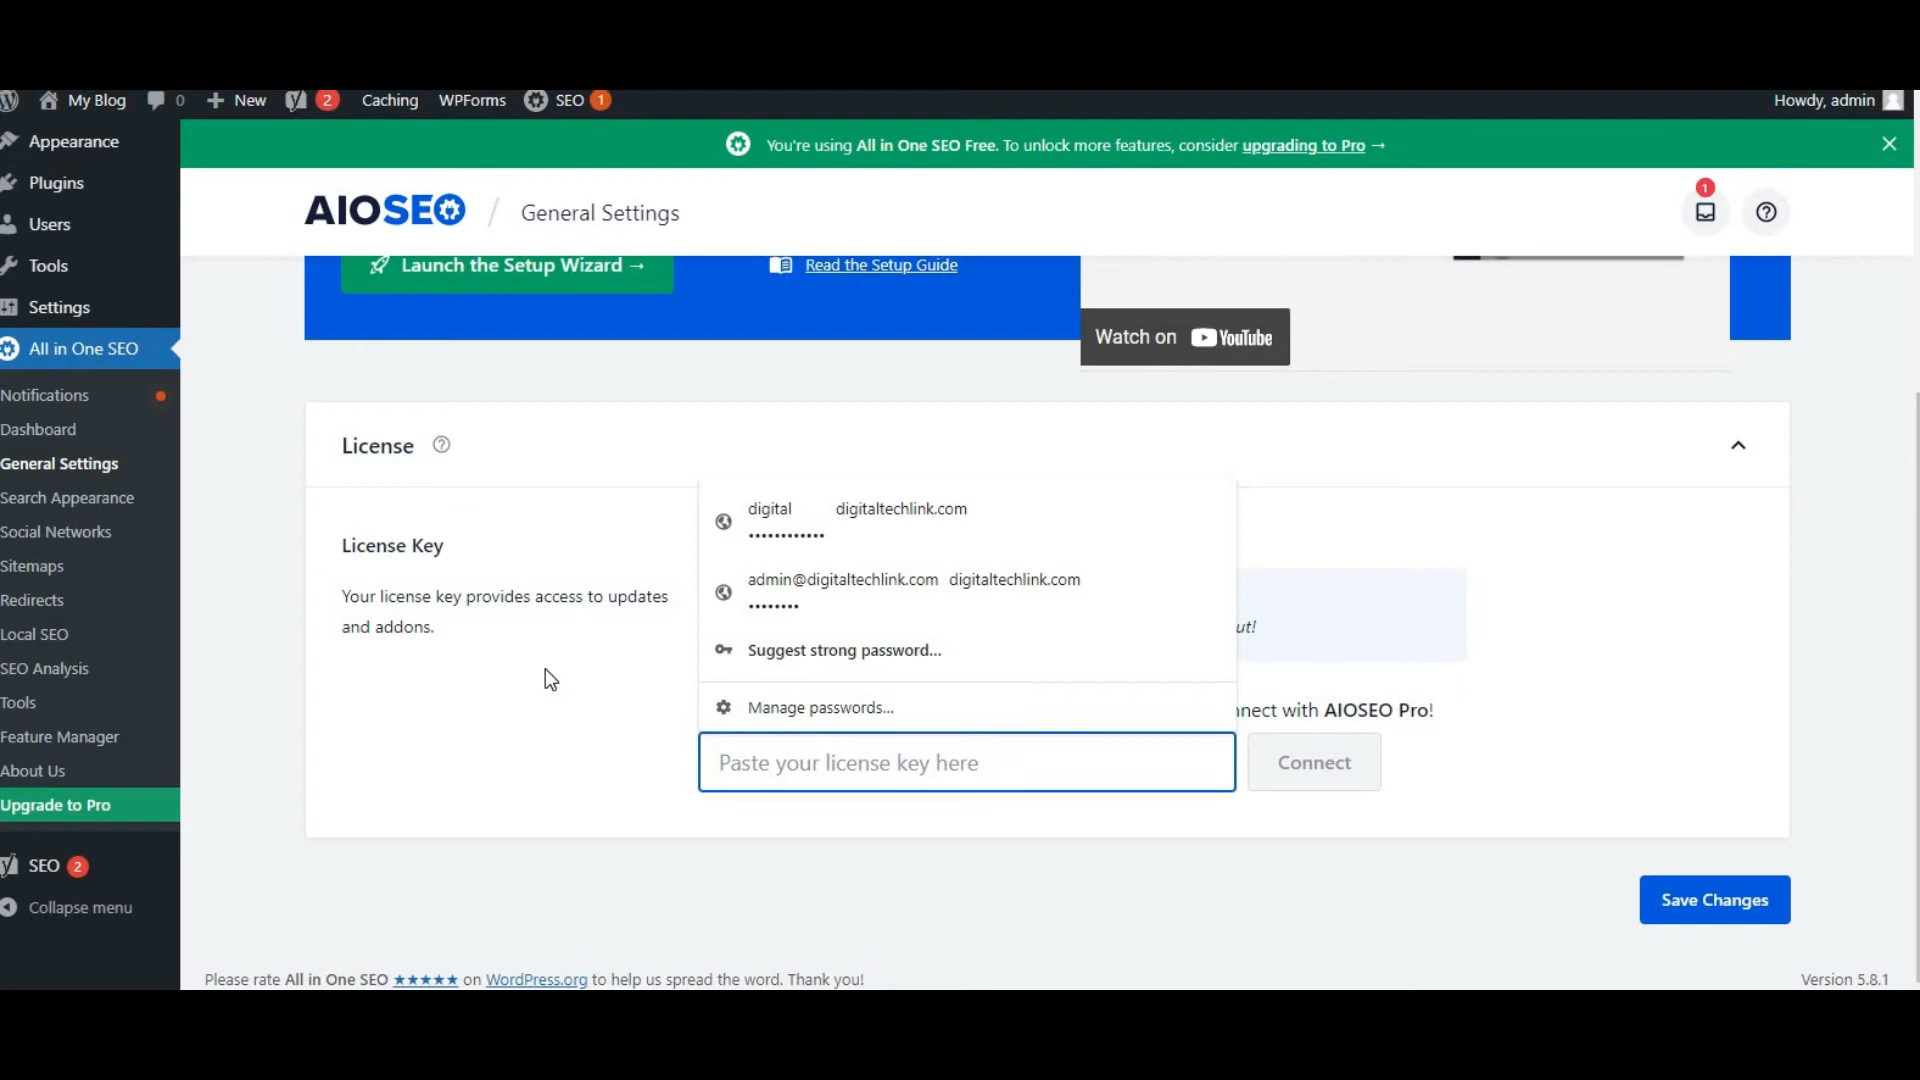 My Blog 0 New 2 Caching WPForms SEO 1 Howdy, admin
Appearance
Plugins
Users
Tools
Settings
All in One SEO
Notifications
Dashboard
General Settings
Search Appearance
Social Networks
Sitemaps
Redirects
Local SEO
SEO Analysis
Tools
Feature Manager
About Us
Upgrade to Pro
SEO 2
Collapse menu
You're using All in One SEO Free. To unlock more features, consider upgrading to Pro →
AIOSEO / General Settings
1
Launch the Setup Wizard →
Read the Setup Guide
Watch on YouTube
License
License Key
Your license key provides access to updates
and addons.
digital digitaltechlink.com
••••••••••••
admin@digitaltechlink.com digitaltechlink.com
••••••••
Suggest strong password...
Manage passwords...
ut!
nnect with AIOSEO Pro!
Paste your license key here
Connect
Save Changes
Please rate All in One SEO ★★★★★ on WordPress.org to help us spread the word. Thank you!
Version 5.8.1